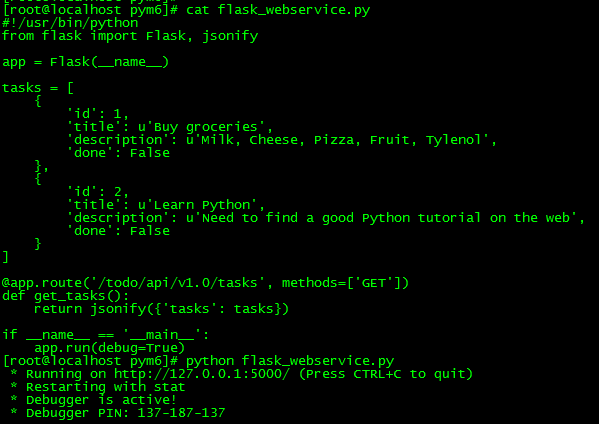 [root@localhost pym6]# cat flask_webservice.py
#!/usr/bin/python
from flask import Flask, jsonify
app = Flask(__name__)
tasks = [
    {
        'id': 1,
        'title': u'Buy groceries',
        'description': u'Milk, Cheese, Pizza, Fruit, Tylenol',
        'done': False
    },
    {
        'id': 2,
        'title': u'Learn Python',
        'description': u'Need to find a good Python tutorial on the web',
        'done': False
    }
]
@app.route('/todo/api/v1.0/tasks', methods=['GET'])
def get_tasks():
    return jsonify({'tasks': tasks})
if __name__ == '__main__':
    app.run(debug=True)
[root@localhost pym6]# python flask_webservice.py
 * Running on http://127.0.0.1:5000/ (Press CTRL+C to quit)
 * Restarting with stat
 * Debugger is active!
 * Debugger PIN: 137-187-137